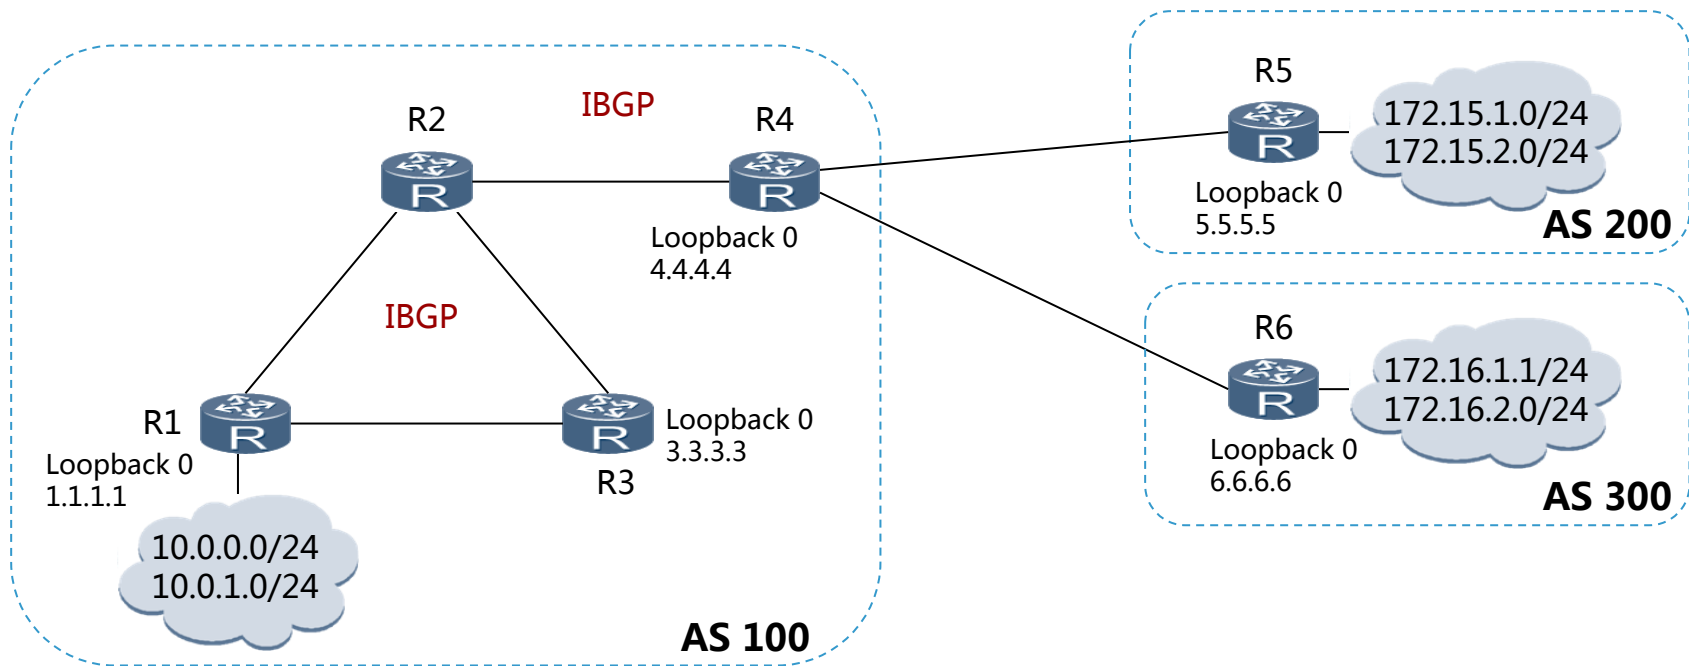 IBGP
R2
R4
Loopback 0
4.4.4.4
IBGP
R1
Loopback 0
1.1.1.1
Loopback 0
3.3.3.3
R3
10.0.0.0/24
10.0.1.0/24
AS 100
R5
172.15.1.0/24
172.15.2.0/24
Loopback 0
5.5.5.5
AS 200
R6
172.16.1.1/24
172.16.2.0/24
Loopback 0
6.6.6.6
AS 300
R
R
R
R
R
R